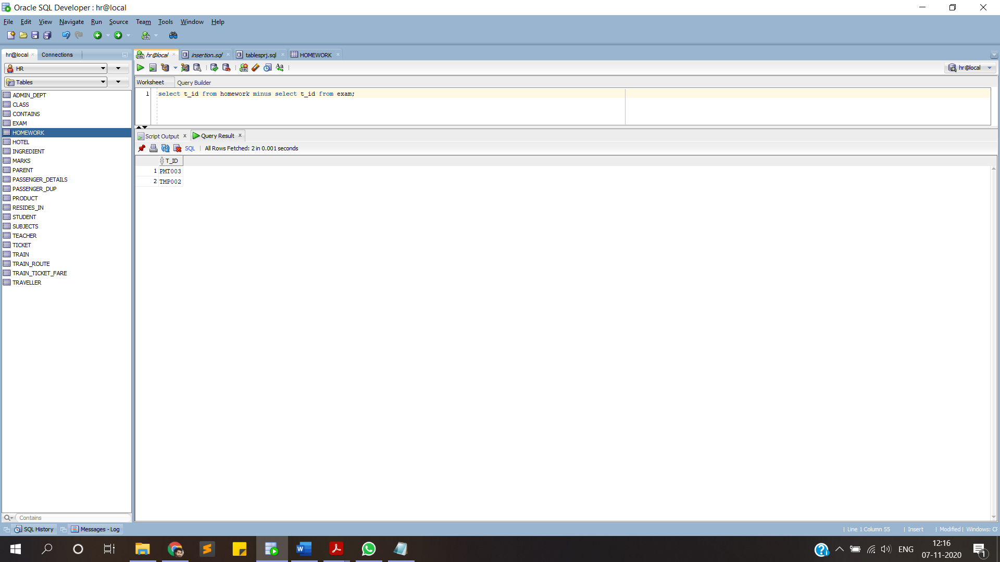 Oracle SQL Developer : hr@local
File Edit View Navigate Run Source Team Tools Window Help
hr@local Connections
hr@local insertion.sql tablesprj.sql HOMEWORK
HR
hr@local
Tables
Worksheet Query Builder
1 select t_id from homework minus select t_id from exam;
ADMIN_DEPT
CLASS
CONTAINS
EXAM
HOMEWORK
HOTEL
INGREDIENT
MARKS
PARENT
PASSENGER_DETAILS
PASSENGER_DUP
PRODUCT
RESIDES_IN
STUDENT
SUBJECTS
TEACHER
TICKET
TRAIN
TRAIN_ROUTE
TRAIN_TICKET_FARE
TRAVELLER
Contains
Script Output Query Result
SQL | All Rows Fetched: 2 in 0.001 seconds
T_ID
1 PMT003
2 TMP002
SQL History Messages - Log
| Line 1 Column 55 | Insert | Modified | Windows: CF
ENG
12:16
07-11-2020
1